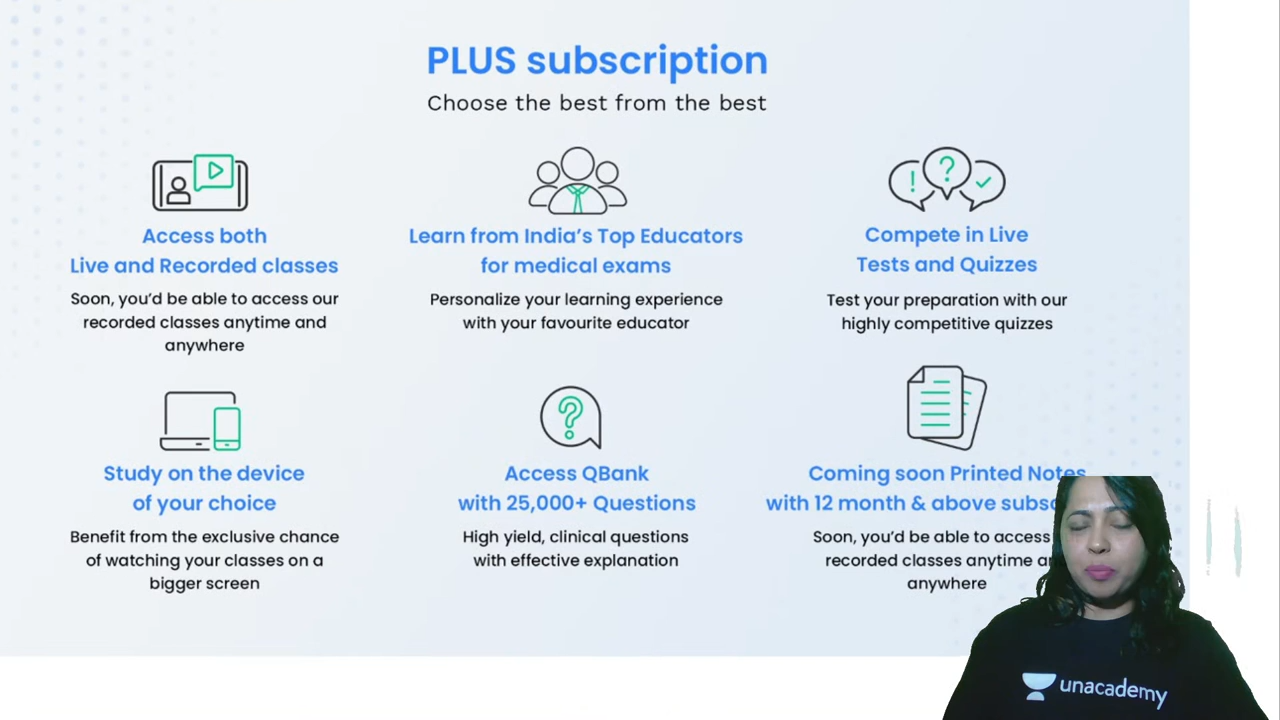 PLUS subscription
Choose the best from the best
Access both
Live and Recorded classes
Soon, you'd be able to access our
recorded classes anytime and
anywhere
Learn from India's Top Educators
for medical exams
Personalize your learning experience
with your favourite educator
Compete in Live
Tests and Quizzes
Test your preparation with our
highly competitive quizzes
Study on the device
of your choice
Benefit from the exclusive chance
of watching your classes on a
bigger screen
Access QBank
with 25,000+ Questions
High yield, clinical questions
with effective explanation
Coming soon Printed Notes
with 12 month & above
Soon, you'd be able to access
recorded classes anytime
anywhere
unacademy